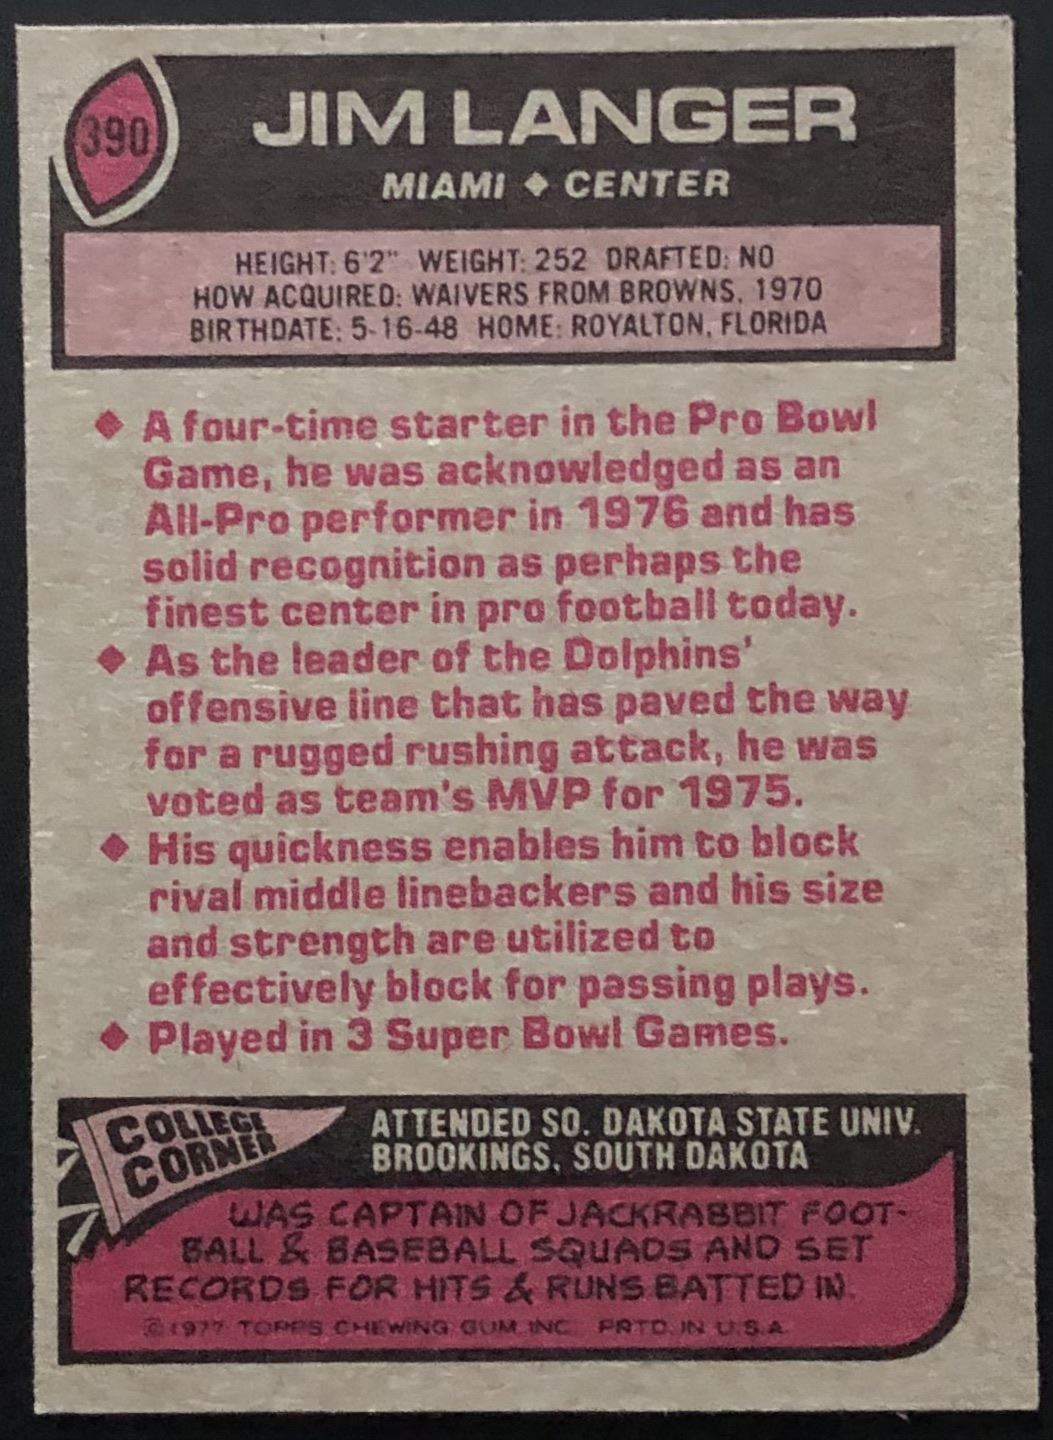 390
JIM LANGER
MIAMI ◆ CENTER
HEIGHT: 6'2" WEIGHT: 252 DRAFTED: NO
HOW ACQUIRED: WAIVERS FROM BROWNS, 1970
BIRTHDATE: 5-16-48 HOME: ROYALTON, FLORIDA
◆ A four-time starter in the Pro Bowl
Game, he was acknowledged as an
All-Pro performer in 1976 and has
solid recognition as perhaps the
finest center in pro football today.
◆ As the leader of the Dolphins'
offensive line that has paved the way
for a rugged rushing attack, he was
voted as team's MVP for 1975.
◆ His quickness enables him to block
rival middle linebackers and his size
and strength are utilized to
effectively block for passing plays.
◆ Played in 3 Super Bowl Games.
COLLEGE
CORNER
ATTENDED SO. DAKOTA STATE UNIV.
BROOKINGS, SOUTH DAKOTA
WAS CAPTAIN OF JACKRABBIT FOOT-
BALL & BASEBALL SQUADS AND SET
RECORDS FOR HITS & RUNS BATTED IN.
©1977 TOPPS CHEWING GUM, INC. PRTD. IN U.S.A.